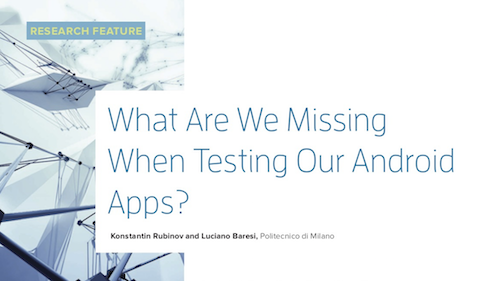 RESEARCH FEATURE
What Are We Missing
When Testing Our Android
Apps?
Konstantin Rubinov and Luciano Baresi, Politecnico di Milano